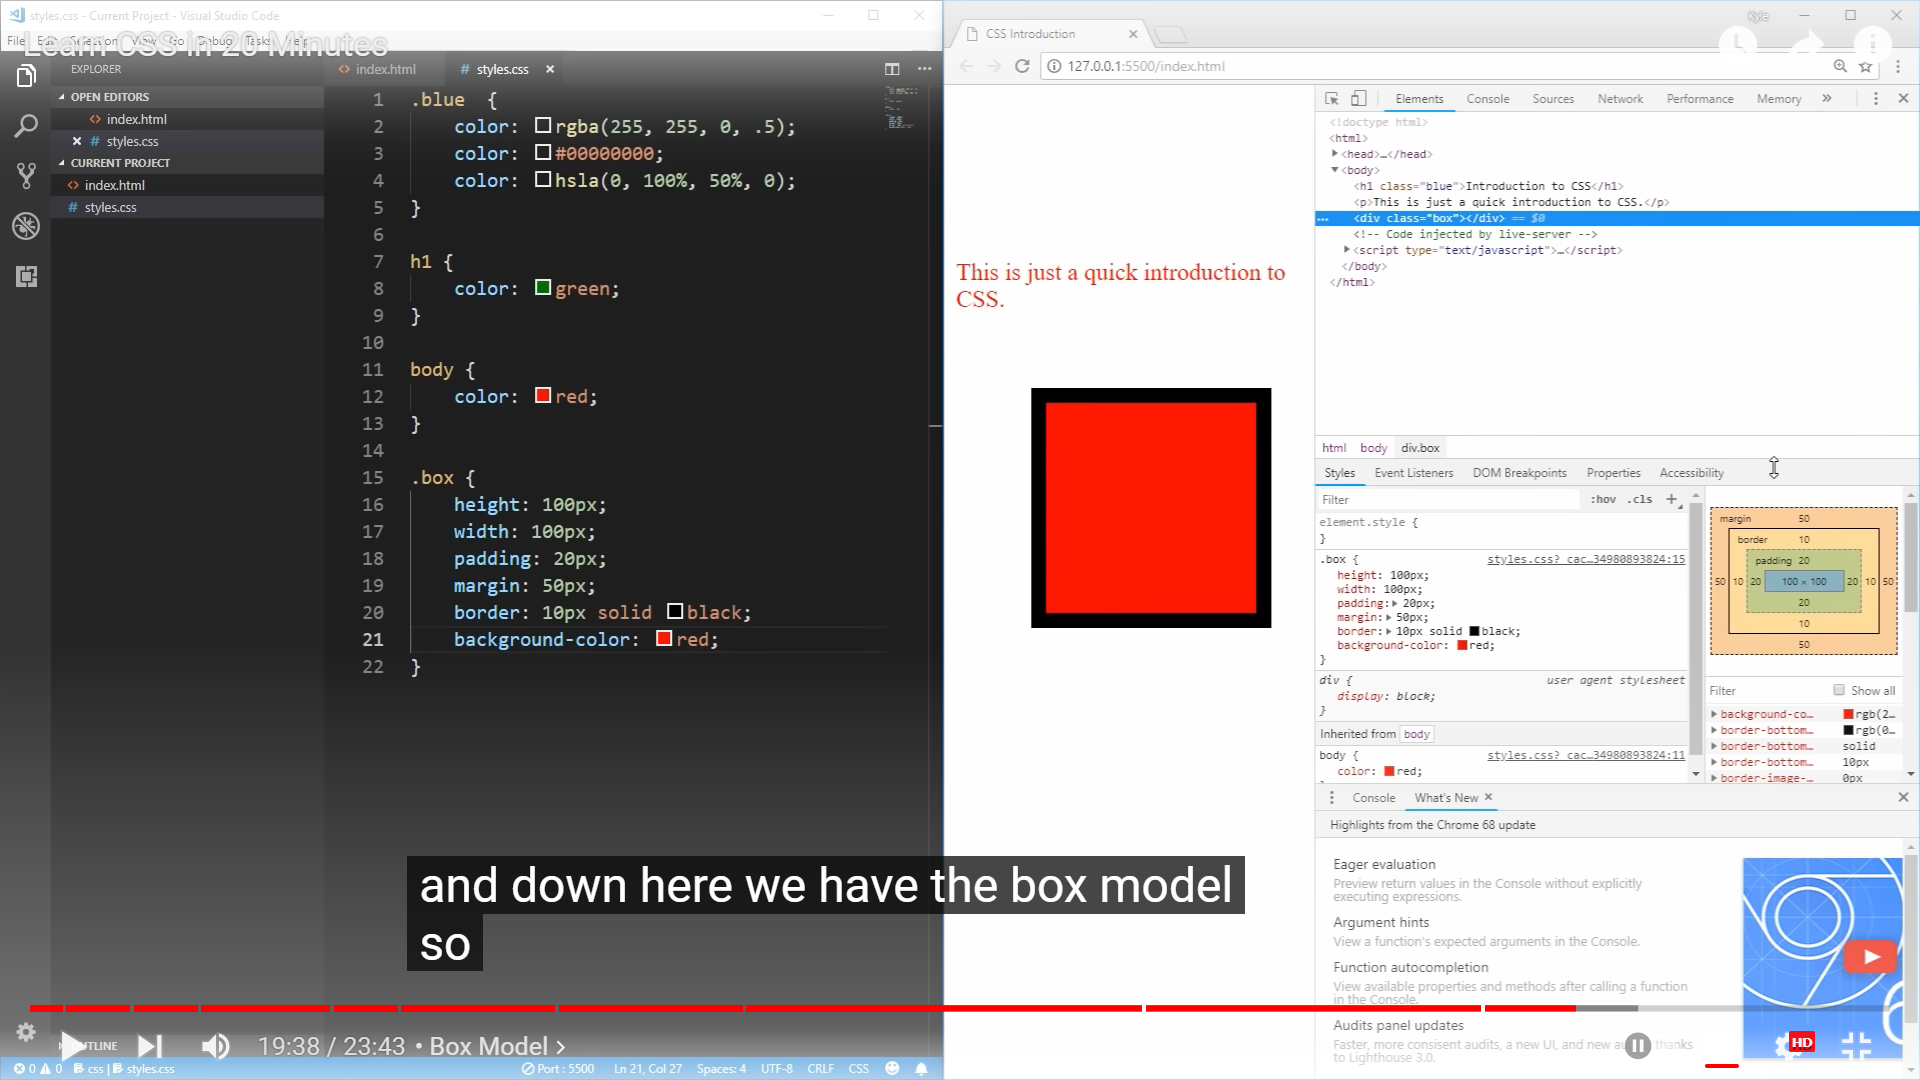 styles.css - Current Project - Visual Studio Code
Learn CSS in 20 Minutes
File Edit Selection View Go Debug Tasks Help
EXPLORER
OPEN EDITORS
index.html
styles.css
CURRENT PROJECT
index.html
styles.css
index.html
styles.css
1 .blue {
2 color: rgba(255, 255, 0, .5);
3 color: #00000000;
4 color: hsla(0, 100%, 50%, 0);
5 }
6
7 h1 {
8 color: green;
9 }
10
11 body {
12 color: red;
13 }
14
15 .box {
16 height: 100px;
17 width: 100px;
18 padding: 20px;
19 margin: 50px;
20 border: 10px solid black;
21 background-color: red;
22 }
Kyle
CSS Introduction
127.0.0.1:5500/index.html
This is just a quick introduction to
CSS.
Elements Console Sources Network Performance Memory »
<!doctype html>
<html>
<head>…</head>
<body>
<h1 class="blue">Introduction to CSS</h1>
<p>This is just a quick introduction to CSS.</p>
<div class="box"></div> == $0
<!-- Code injected by live-server -->
<script type="text/javascript">…</script>
</body>
</html>
html body div.box
Styles Event Listeners DOM Breakpoints Properties Accessibility
Filter :hov .cls +
element.style {
}
.box { styles.css?_cac…34980893824:15
height: 100px;
width: 100px;
padding: 20px;
margin: 50px;
border: 10px solid black;
background-color: red;
}
div { user agent stylesheet
display: block;
}
Inherited from body
body { styles.css?_cac…34980893824:11
color: red;
margin 50
border 10
padding 20
50 10 20 100 × 100 20 10 50
20
10
50
Filter Show all
background-co… rgb(2…
border-bottom… rgb(0…
border-bottom… solid
border-bottom… 10px
border-image-… 0px
Console What's New
Highlights from the Chrome 68 update
Eager evaluation
Preview return values in the Console without explicitly
executing expressions.
Argument hints
View a function's expected arguments in the Console.
Function autocompletion
View available properties and methods after calling a function
in the Console.
Audits panel updates
Faster, more consisent audits, a new UI, and new thanks
to Lighthouse 3.0.
and down here we have the box model
so
OUTLINE
19:38 / 23:43 • Box Model
HD
0 0 css | styles.css
Port : 5500 Ln 21, Col 27 Spaces: 4 UTF-8 CRLF CSS